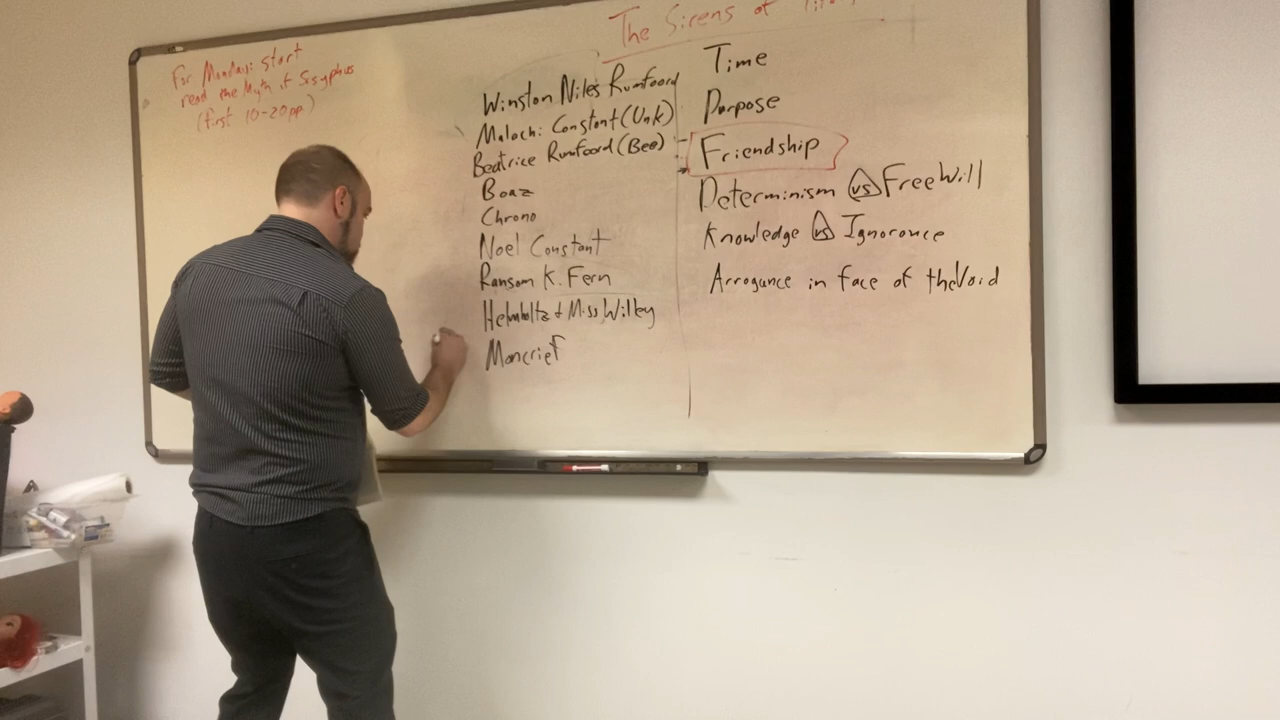 The Sirens of Titan
For Monday: start
read the Myth of Sisyphus
(first 10-20pp.)
Winston Niles Rumfoord
Malachi Constant (Unk)
Beatrice Rumfoord (Bee)
Boaz
Chrono
Noel Constant
Ransom K. Fern
Helmholtz + Miss Wiley
Moncrief
Time
Purpose
Friendship
Determinism vs Free Will
Knowledge vs Ignorance
Arrogance in face of the Void